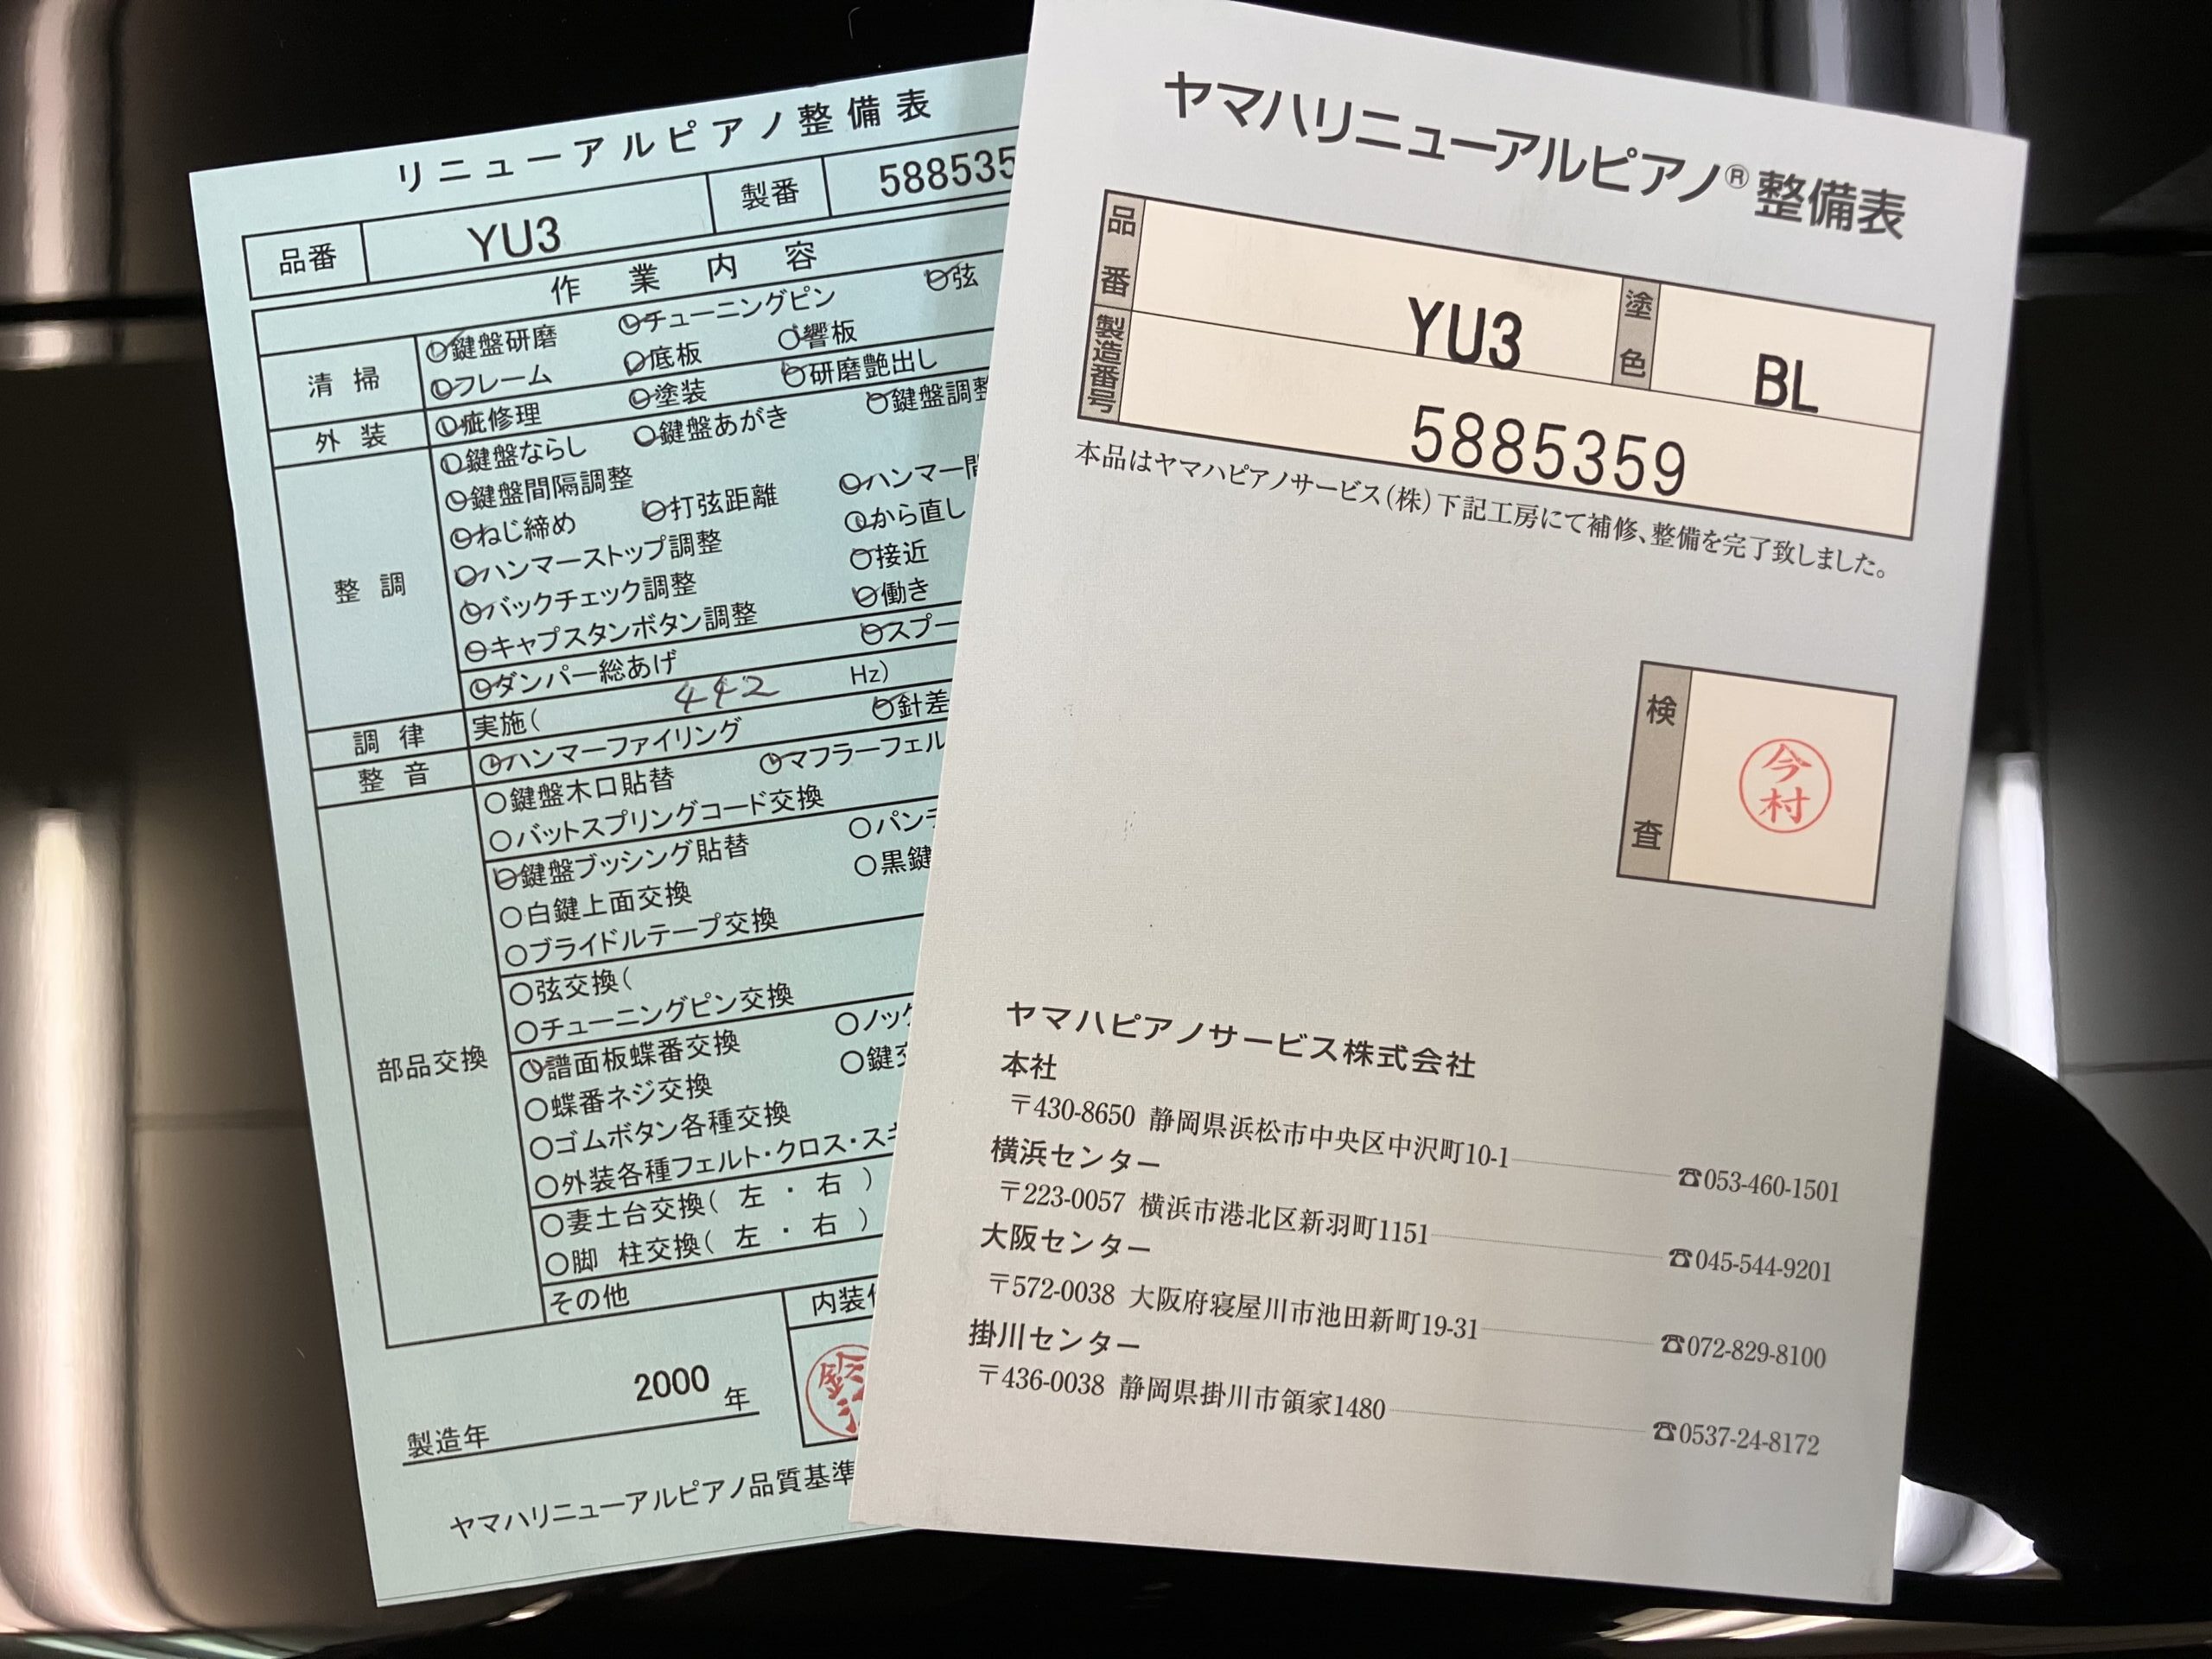 リニューアルピアノ整備表
品番 YU3 製番 588535
作業内容
清掃 鍵盤研磨 チューニングピン 弦
フレーム 底板 響板
外装 疵修理 塗装 研磨艶出し
整調 鍵盤ならし 鍵盤あがき 鍵盤調整
鍵盤間隔調整 ハンマー間
ねじ締め 打弦距離 から直し
ハンマーストップ調整 接近
バックチェック調整 働き
キャプスタンボタン調整 スプー
ダンパー総あげ
調律 実施( 442 Hz)
整音 ハンマーファイリング 針差
部品交換 ○鍵盤木口貼替 マフラーフェル
○バットスプリングコード交換
鍵盤ブッシング貼替 ○パンチ
○白鍵上面交換 ○黒鍵
○ブライドルテープ交換
○弦交換(
○チューニングピン交換
譜面板蝶番交換 ○ノック
○蝶番ネジ交換 ○鍵
○ゴムボタン各種交換
○外装各種フェルト・クロス・スキ
○妻土台交換( 左 ・ 右 )
○脚 柱交換( 左 ・ 右 )
その他
内装
製造年 2000 年
鈴
ヤマハリニューアルピアノ品質基準
ヤマハリニューアルピアノ®整備表
品番 YU3 塗色 BL
製造番号 5885359
本品はヤマハピアノサービス(株)下記工房にて補修、整備を完了致しました。
検査 今村
ヤマハピアノサービス株式会社
本社
〒430-8650 静岡県浜松市中央区中沢町10-1 ☎053-460-1501
横浜センター
〒223-0057 横浜市港北区新羽町1151 ☎045-544-9201
大阪センター
〒572-0038 大阪府寝屋川市池田新町19-31 ☎072-829-8100
掛川センター
〒436-0038 静岡県掛川市領家1480 ☎0537-24-8172